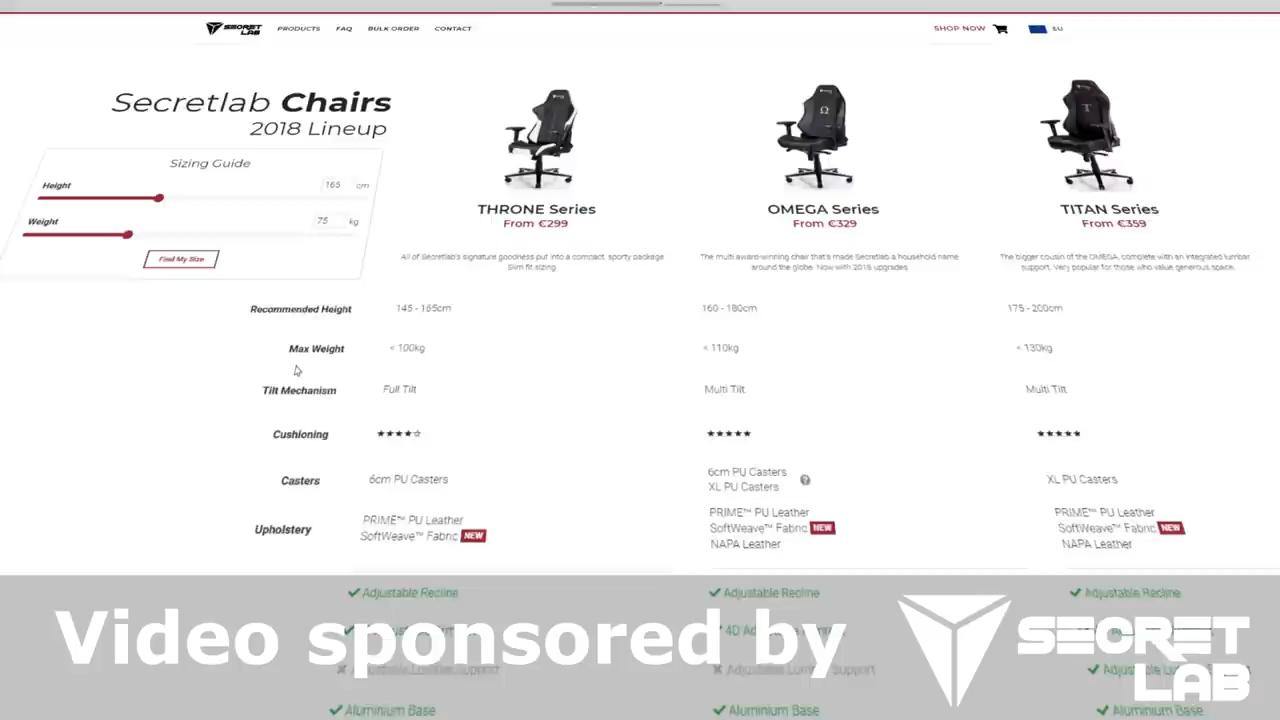 SECRET LAB PRODUCTS FAQ BULK ORDER CONTACT SHOP NOW EU
Secretlab Chairs
2018 Lineup
Sizing Guide
Height 165 cm
Weight 75 kg
Find My Size
THRONE Series OMEGA Series TITAN Series
From €299 From €329 From €359
All of Secretlab's signature goodness put into a compact, sporty package
Slim fit sizing
The multi award-winning chair that's made Secretlab a household name
around the globe. Now with 2018 upgrades
The bigger cousin of the OMEGA, complete with an integrated lumbar
support. Very popular for those who value generous space.
Recommended Height 145 - 165cm 160 - 180cm 175 - 200cm
Max Weight < 100kg < 110kg < 130kg
Tilt Mechanism Full Tilt Multi Tilt Multi Tilt
Cushioning ★★★★☆ ★★★★★ ★★★★★
Casters 6cm PU Casters 6cm PU Casters XL PU Casters XL PU Casters
Upholstery
PRIME™ PU Leather
SoftWeave™ Fabric NEW
PRIME™ PU Leather
SoftWeave™ Fabric NEW
NAPA Leather
PRIME™ PU Leather
SoftWeave™ Fabric NEW
NAPA Leather
✔ Adjustable Recline ✔ Adjustable Recline ✔ Adjustable Recline
Video sponsored by SECRET LAB
✔ Aluminium Base ✔ Aluminium Base ✔ Aluminium Base